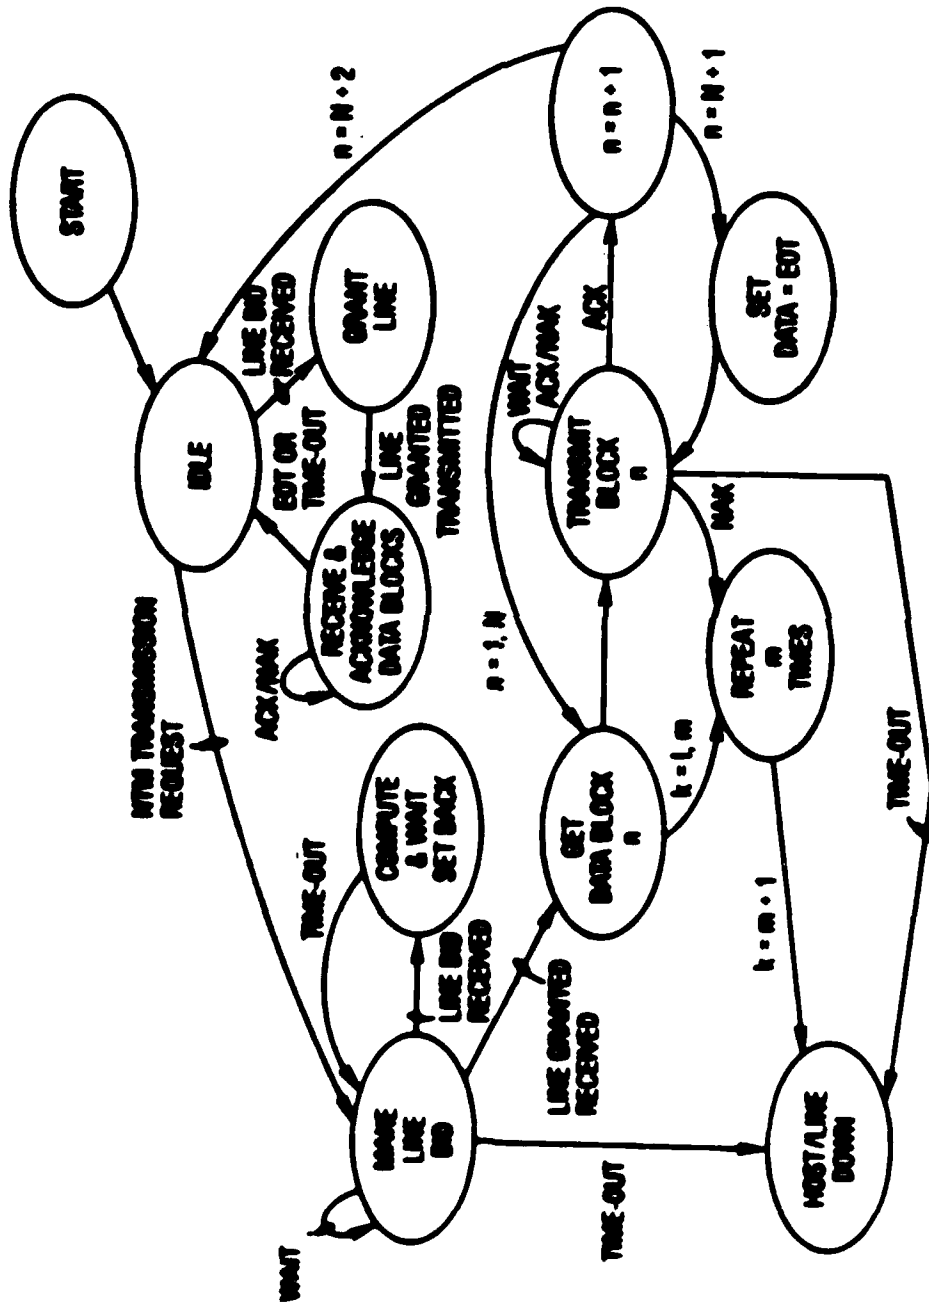 START
n = N + 2
IDLE
LINE BID
RECEIVED
GRANT
LINE
EOT OR
TIME-OUT
LINE
GRANTED
TRANSMITTED
RECEIVE &
ACKNOWLEDGE
DATA BLOCKS
ACK/NAK
NTM TRANSMISSION
REQUEST
TIME-OUT
COMPUTE
& WAIT
SET BACK
LINE BID
RECEIVED
MAKE
LINE
BID
WAIT
LINE GRANTED
RECEIVED
TIME-OUT
HOST/LINE
DOWN
n = 1, N
GET
DATA BLOCK
n
k = 1, m
k = m + 1
REPEAT
m
TIMES
NAK
TRANSMIT
BLOCK
n
WAIT
ACK/NAK
ACK
n = n + 1
n = N + 1
SET
DATA = EOT
TIME-OUT